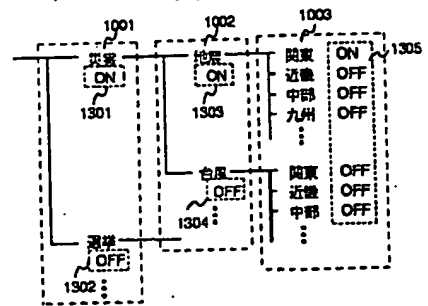 1001
1002
1003
災害
ON
1301
地震
ON
1303
関東 ON
近畿 OFF
中部 OFF
九州 OFF
1305
台風
OFF
1304
関東 OFF
近畿 OFF
中部 OFF
選挙
OFF
1302